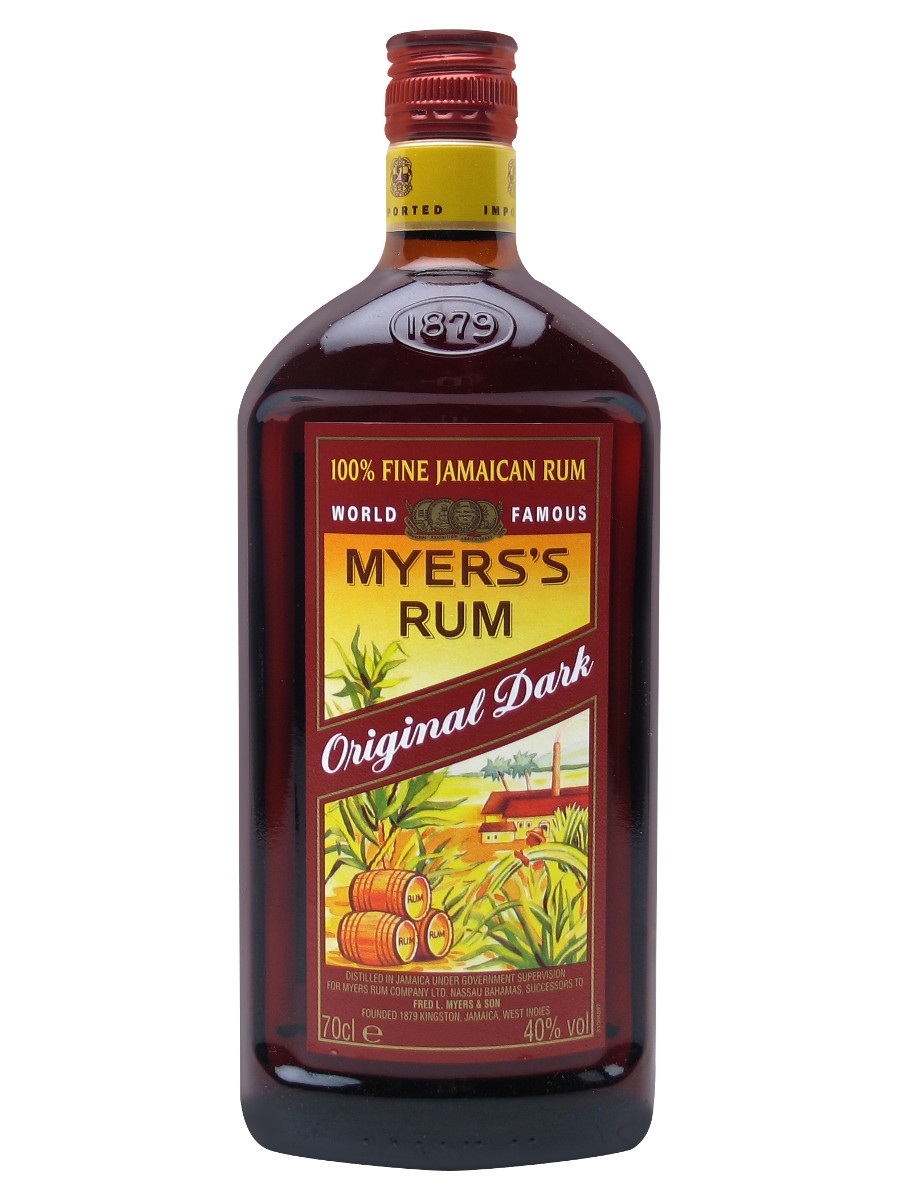 PORTED IMPO
1879
100% FINE JAMAICAN RUM
WORLD FAMOUS
MYERS'S
RUM
Original Dark
RUM
RUM RUM
DISTILLED IN JAMAICA UNDER GOVERNMENT SUPERVISION
FOR MYERS RUM COMPANY LTD. NASSAU BAHAMAS, SUCCESSORS TO
FRED L. MYERS & SON
FOUNDED 1879 KINGSTON, JAMAICA, WEST INDIES
70cl e 40% vol